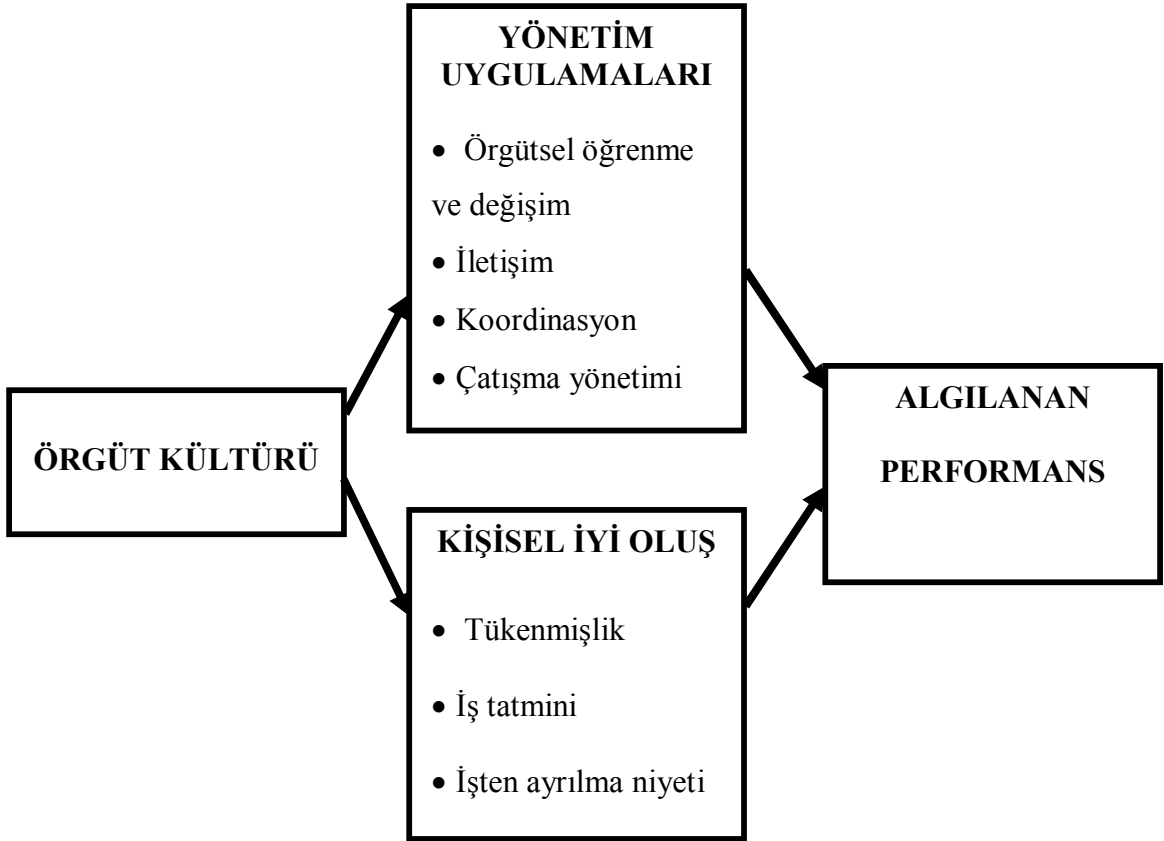 YÖNETİM
UYGULAMALARI
• Örgütsel öğrenme
ve değişim
• İletişim
• Koordinasyon
• Çatışma yönetimi
ÖRGÜT KÜLTÜRÜ
ALGILANAN
PERFORMANS
KİŞİSEL İYİ OLUŞ
• Tükenmişlik
• İş tatmini
• İşten ayrılma niyeti